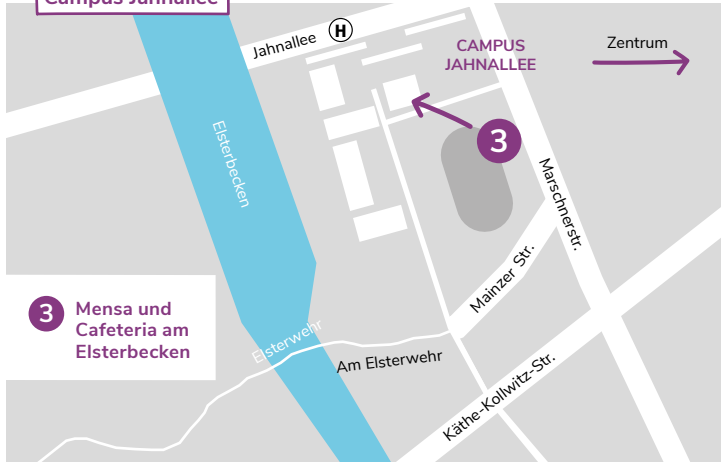 Campus Jahnallee
Jahnallee
H
CAMPUS
JAHNALLEE
Zentrum
3
Elsterbecken
Marschnerstr.
Mainzer Str.
3
Mensa und
Cafeteria am
Elsterbecken
Elsterwehr
Am Elsterwehr
Käthe-Kollwitz-Str.